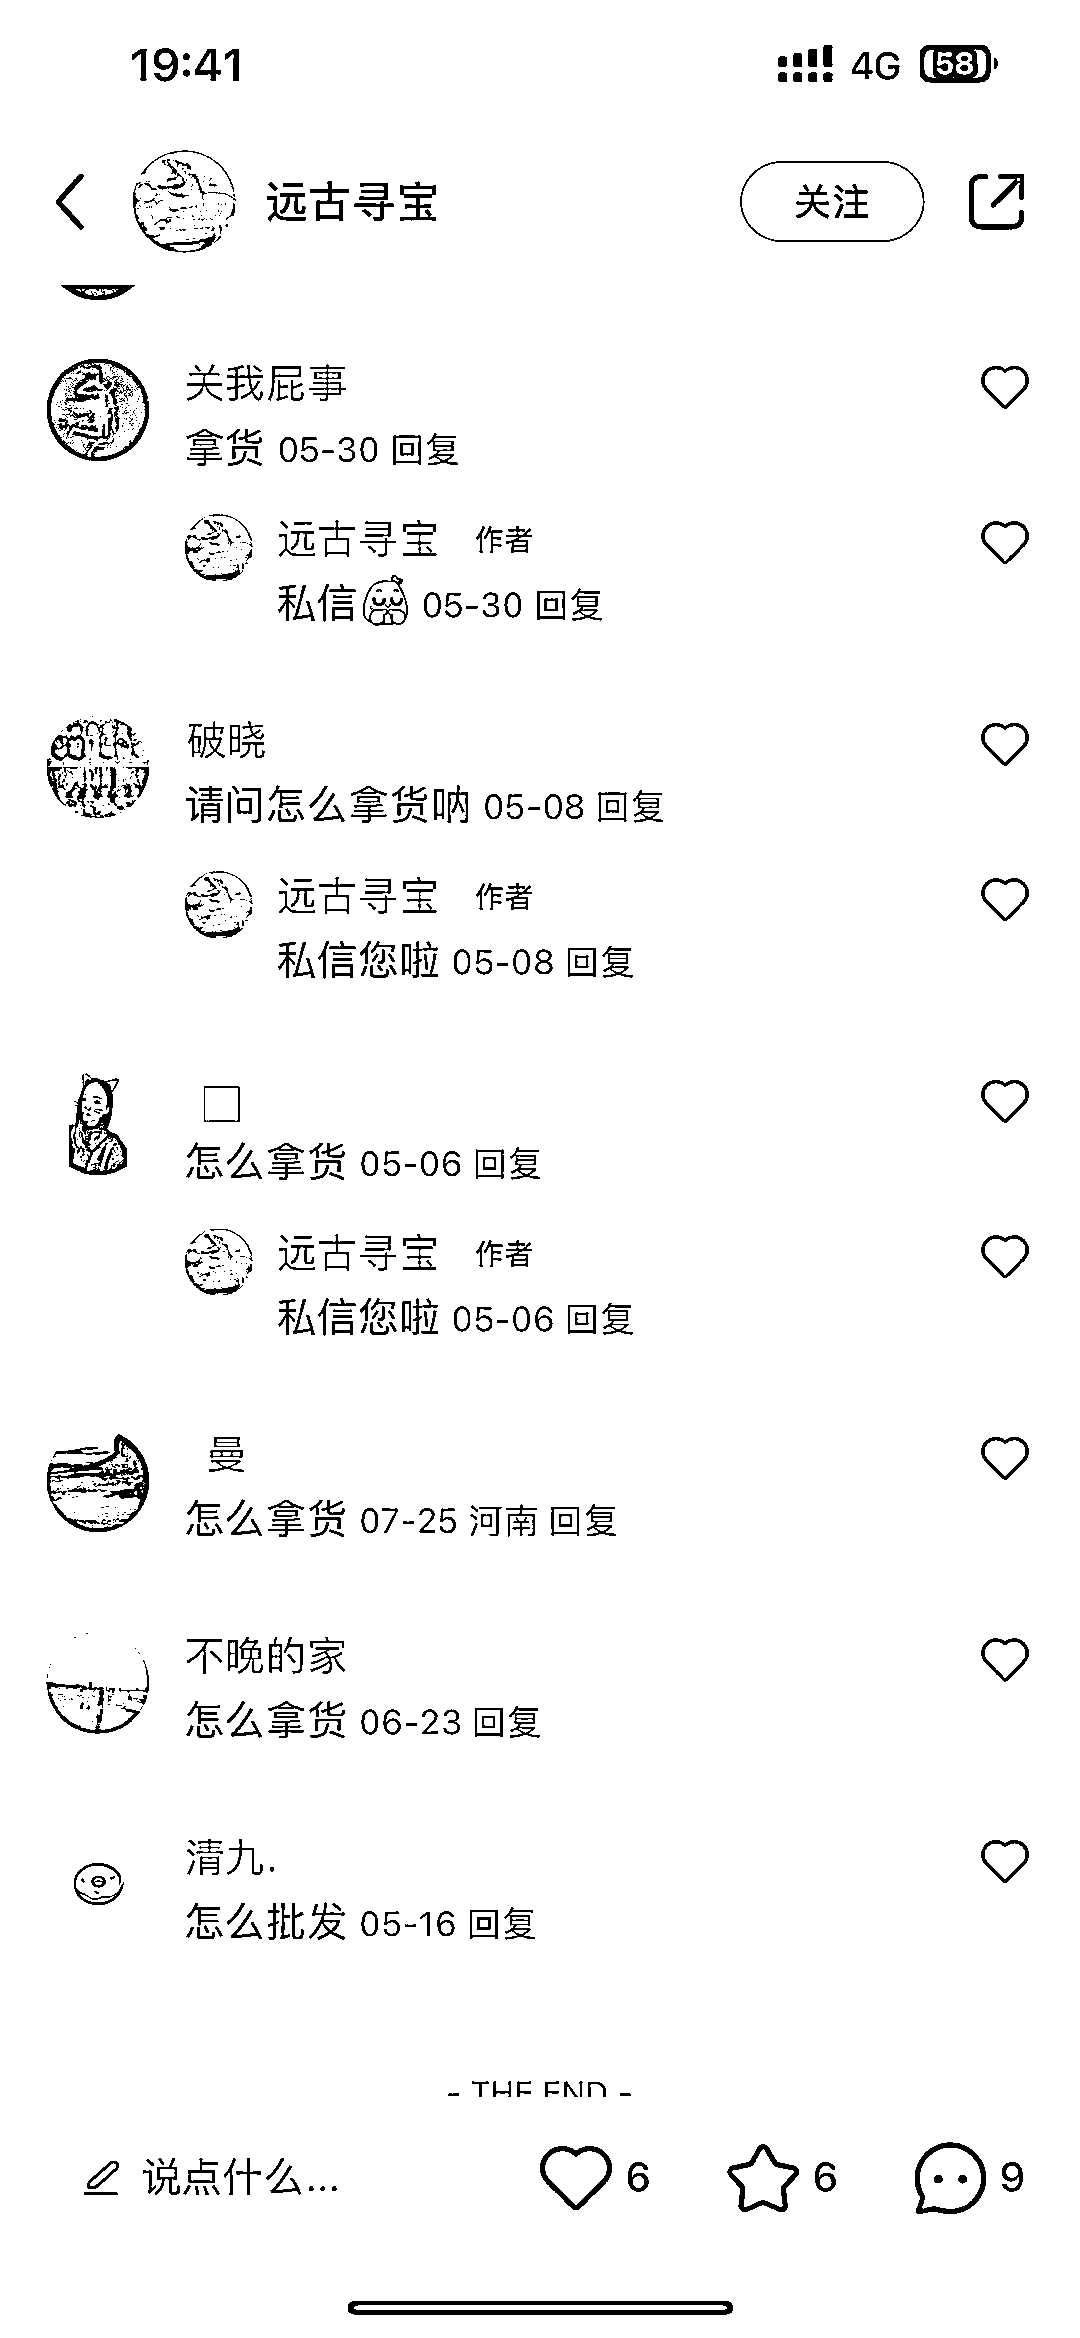 19:41 4G 58
远古寻宝 关注
关我屁事
拿货 05-30 回复
远古寻宝 作者
私信 05-30 回复
破晓
请问怎么拿货呐 05-08 回复
远古寻宝 作者
私信您啦 05-08 回复
怎么拿货 05-06 回复
远古寻宝 作者
私信您啦 05-06 回复
曼
怎么拿货 07-25 河南 回复
不晚的家
怎么拿货 06-23 回复
清九.
怎么批发 05-16 回复
- THE END -
说点什么... 6 6 9